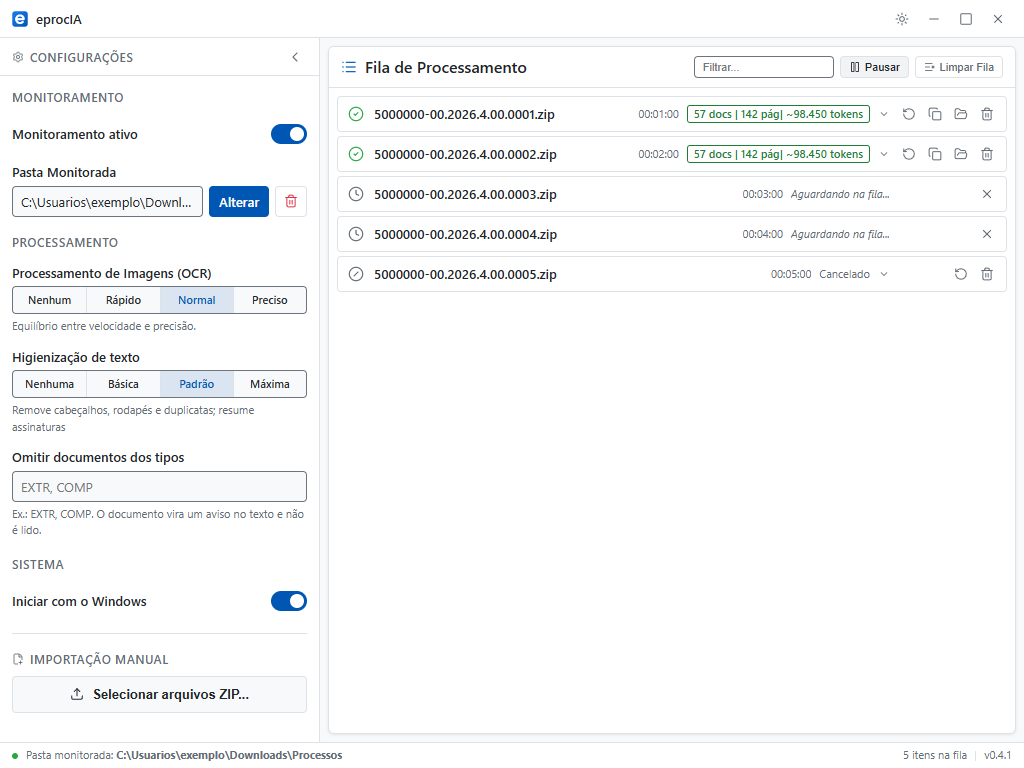 eprocIA
CONFIGURAÇÕES
MONITORAMENTO
Monitoramento ativo
Pasta Monitorada
C:\Usuarios\exemplo\Downl...
Alterar
PROCESSAMENTO
Processamento de Imagens (OCR)
Nenhum Rápido Normal Preciso
Equilíbrio entre velocidade e precisão.
Higienização de texto
Nenhuma Básica Padrão Máxima
Remove cabeçalhos, rodapés e duplicatas; resume
assinaturas
Omitir documentos dos tipos
EXTR, COMP
Ex.: EXTR, COMP. O documento vira um aviso no texto e não
é lido.
SISTEMA
Iniciar com o Windows
IMPORTAÇÃO MANUAL
Selecionar arquivos ZIP...
Fila de Processamento
Filtrar...
Pausar
Limpar Fila
5000000-00.2026.4.00.0001.zip 00:01:00 57 docs | 142 pág| ~98.450 tokens
5000000-00.2026.4.00.0002.zip 00:02:00 57 docs | 142 pág| ~98.450 tokens
5000000-00.2026.4.00.0003.zip 00:03:00 Aguardando na fila...
5000000-00.2026.4.00.0004.zip 00:04:00 Aguardando na fila...
5000000-00.2026.4.00.0005.zip 00:05:00 Cancelado
Pasta monitorada: C:\Usuarios\exemplo\Downloads\Processos
5 itens na fila | v0.4.1